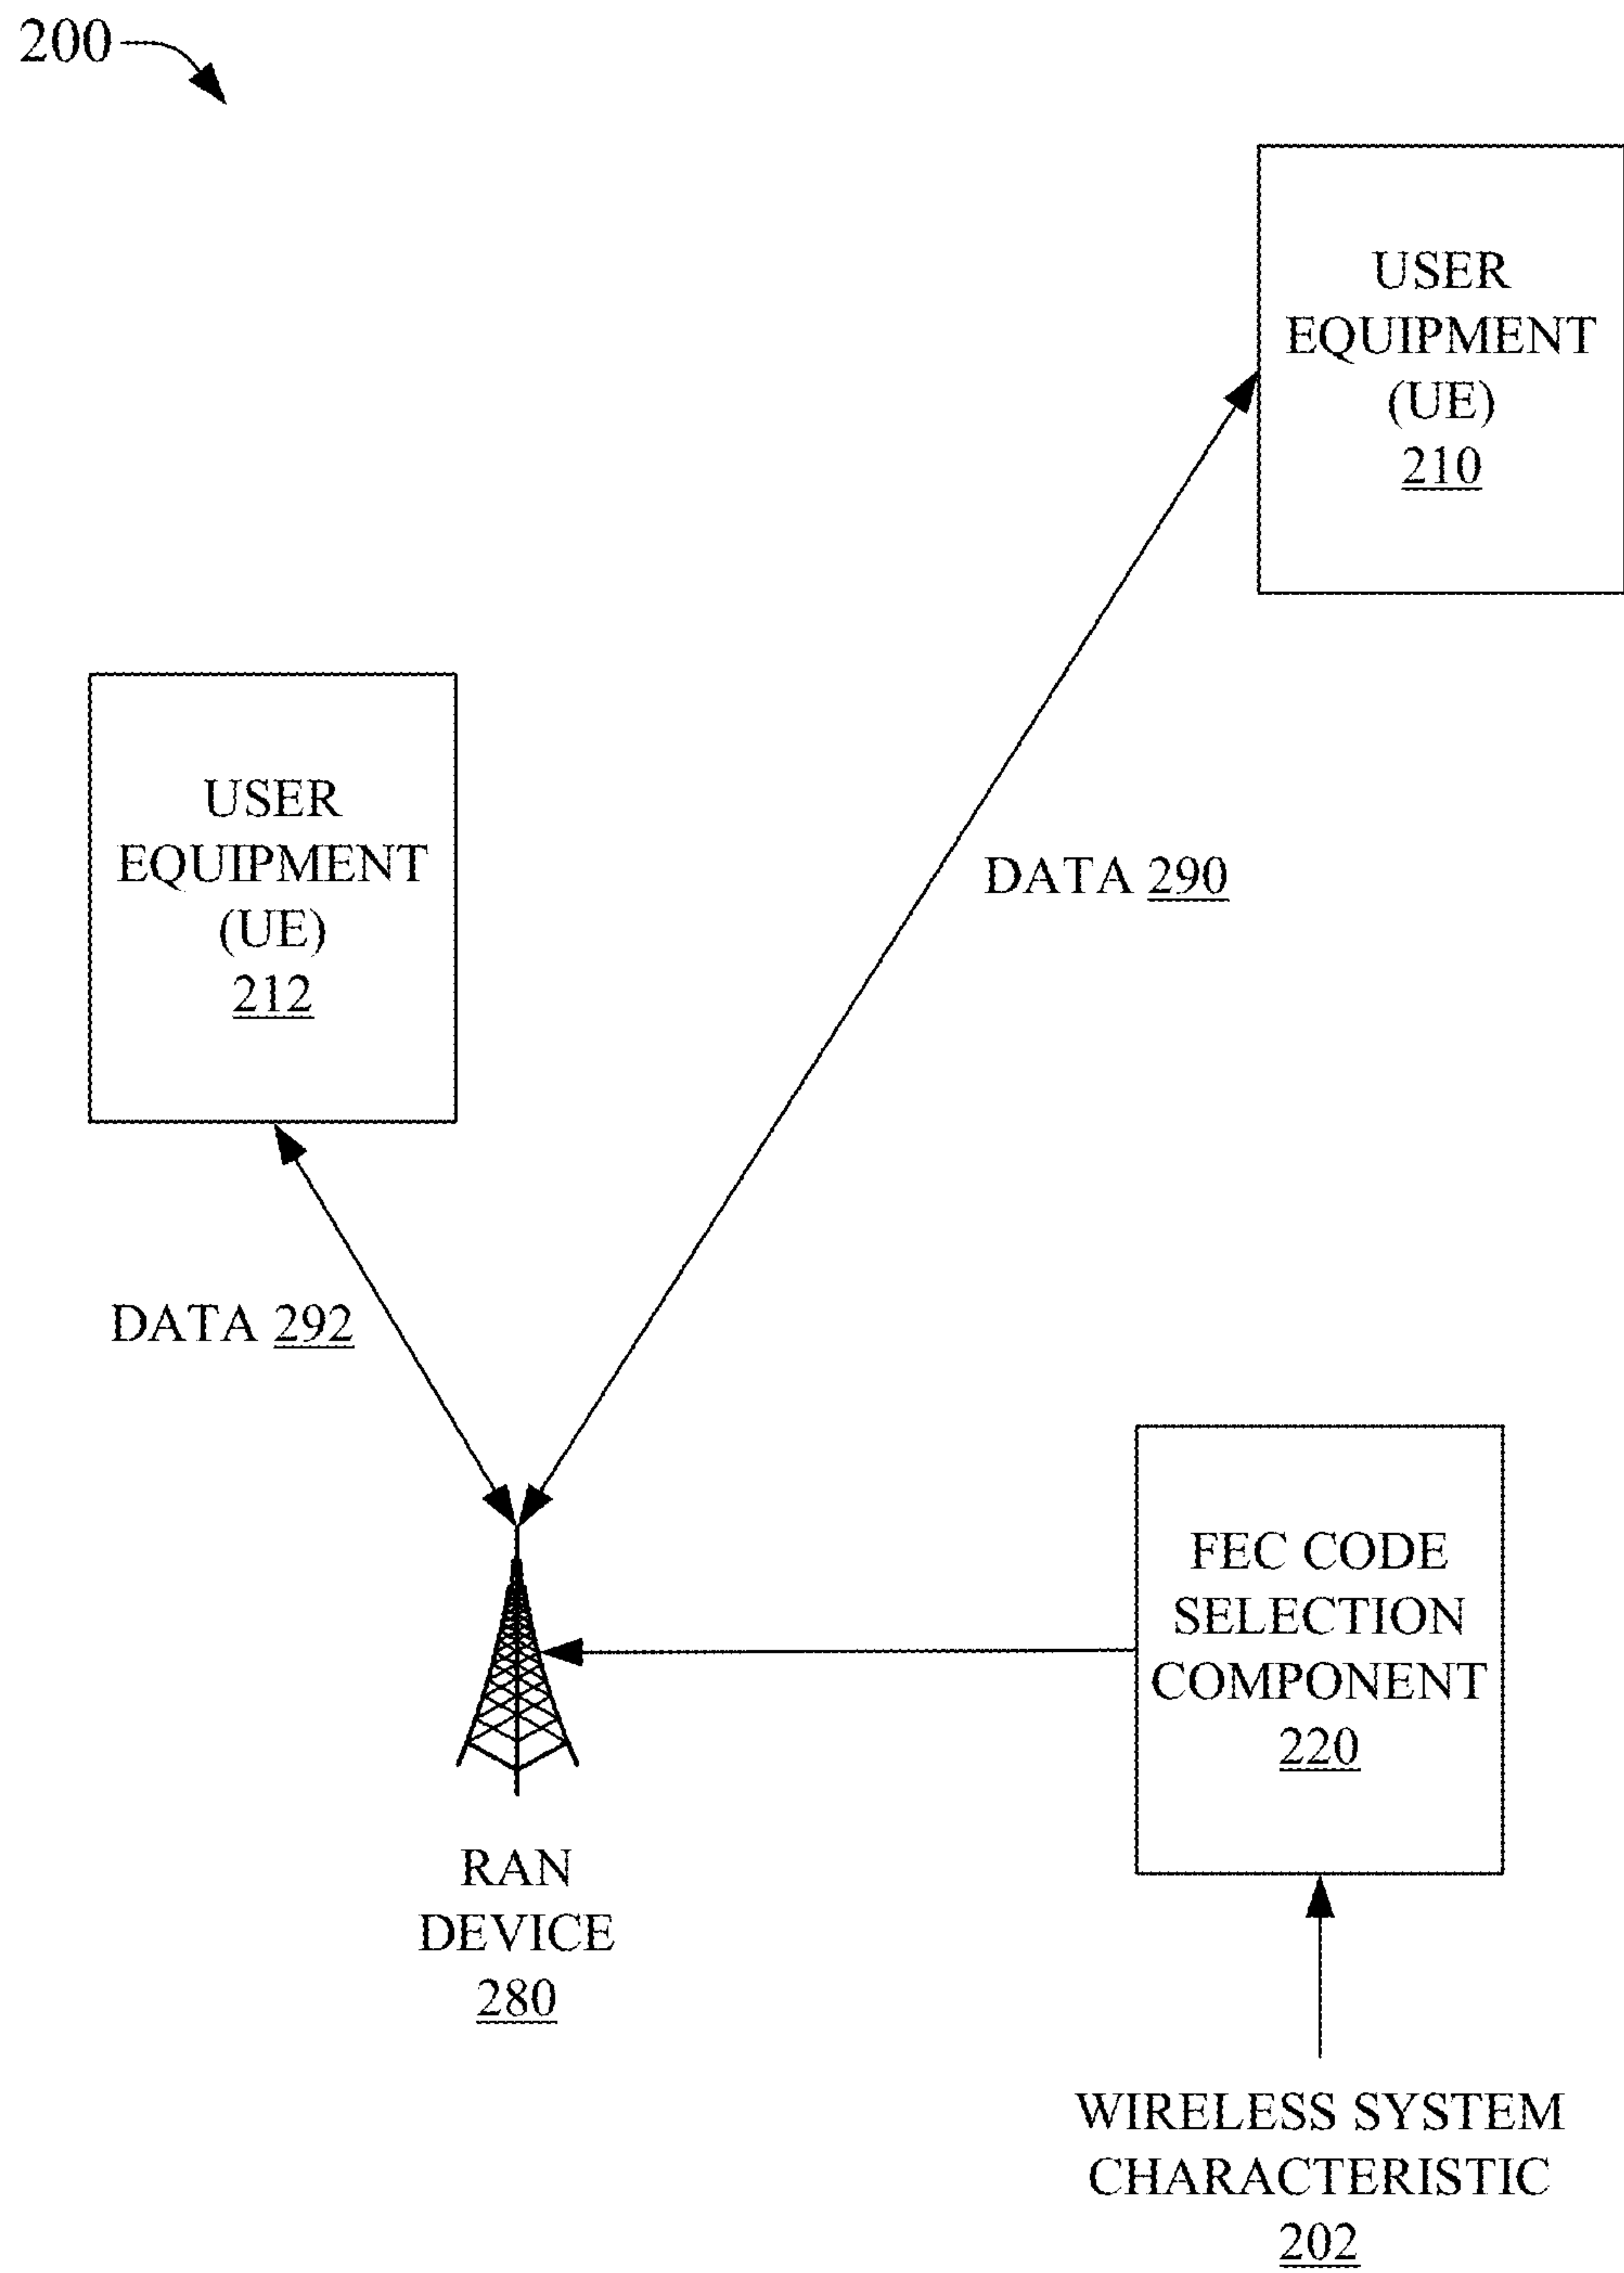 200
USER
EQUIPMENT
(UE)
210
USER
EQUIPMENT
(UE)
212
DATA 290
DATA 292
FEC CODE
SELECTION
COMPONENT
220
RAN
DEVICE
280
WIRELESS SYSTEM
CHARACTERISTIC
202